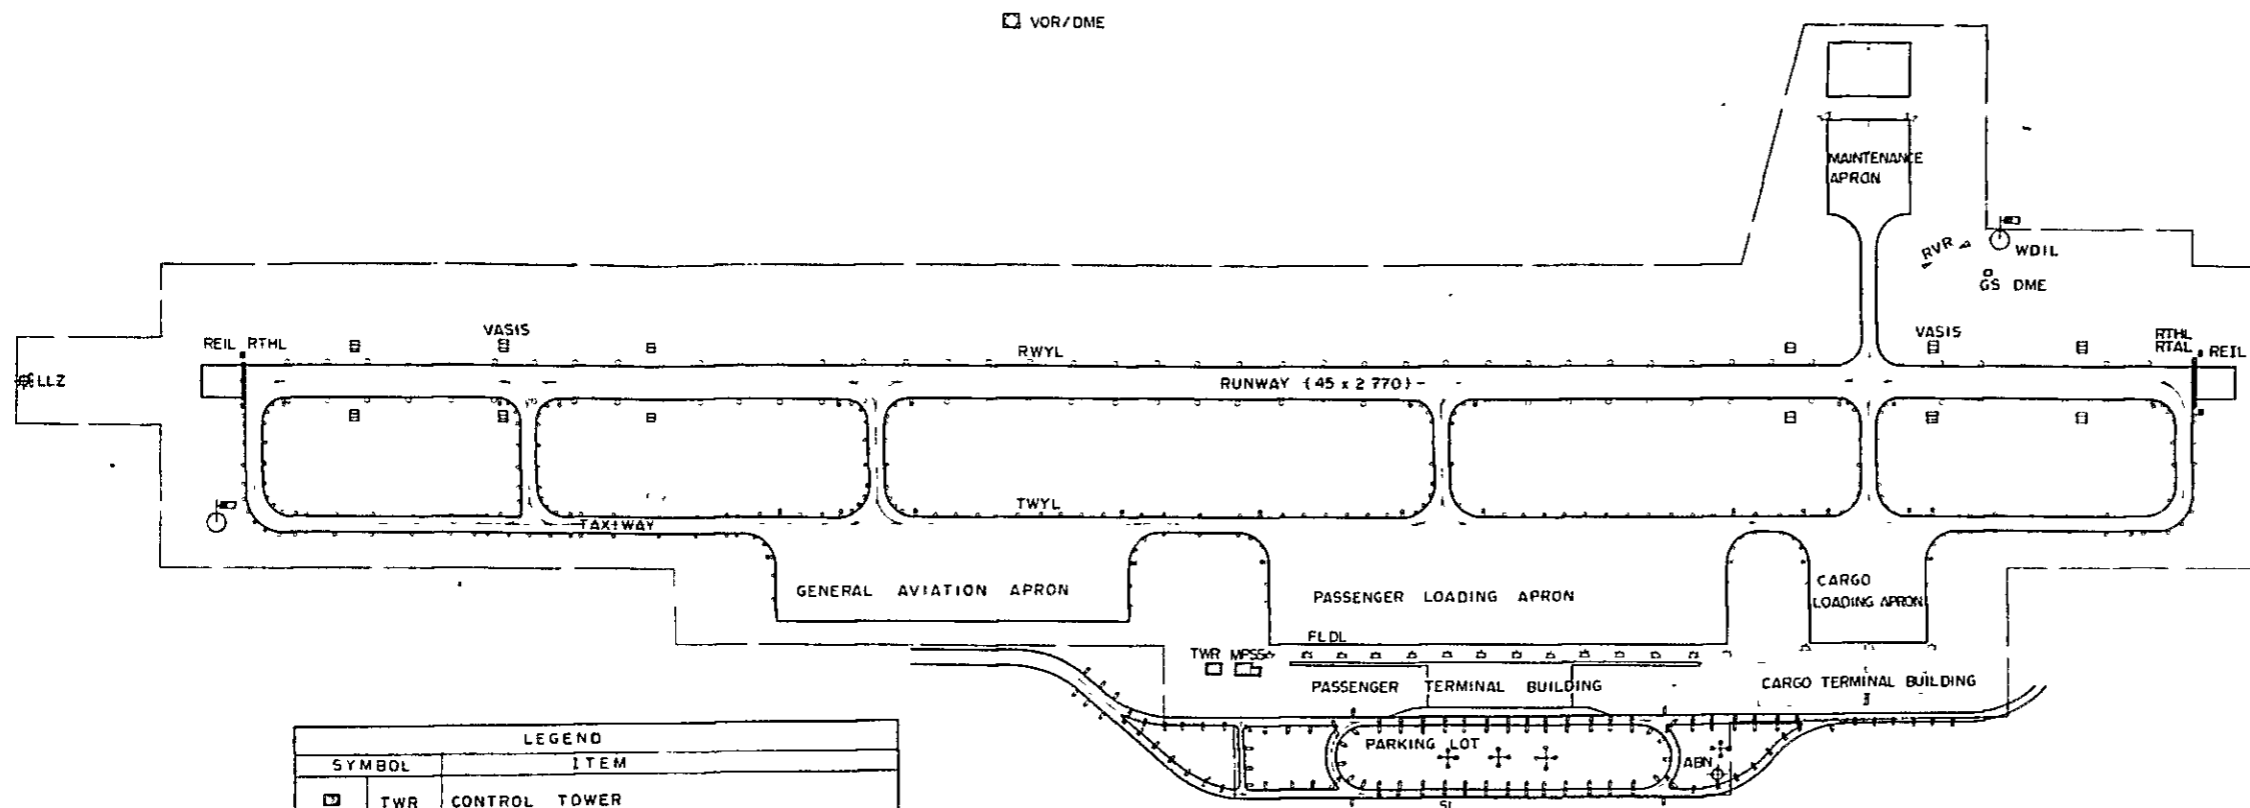 VOR/DME
MAINTENANCE
APRON
RVR
WDIL
GS DME
REIL RTHL
VASIS
RWYL
VASIS
RTHL
RTAL
REIL
LLZ
RUNWAY (45 x 2 770)
TWYL
TAXIWAY
GENERAL AVIATION APRON
PASSENGER LOADING APRON
CARGO
LOADING APRON
FLDL
TWR MPSS
PASSENGER TERMINAL BUILDING
CARGO TERMINAL BUILDING
PARKING LOT
ABN
SL
LEGEND
SYMBOL ITEM
TWR CONTROL TOWER